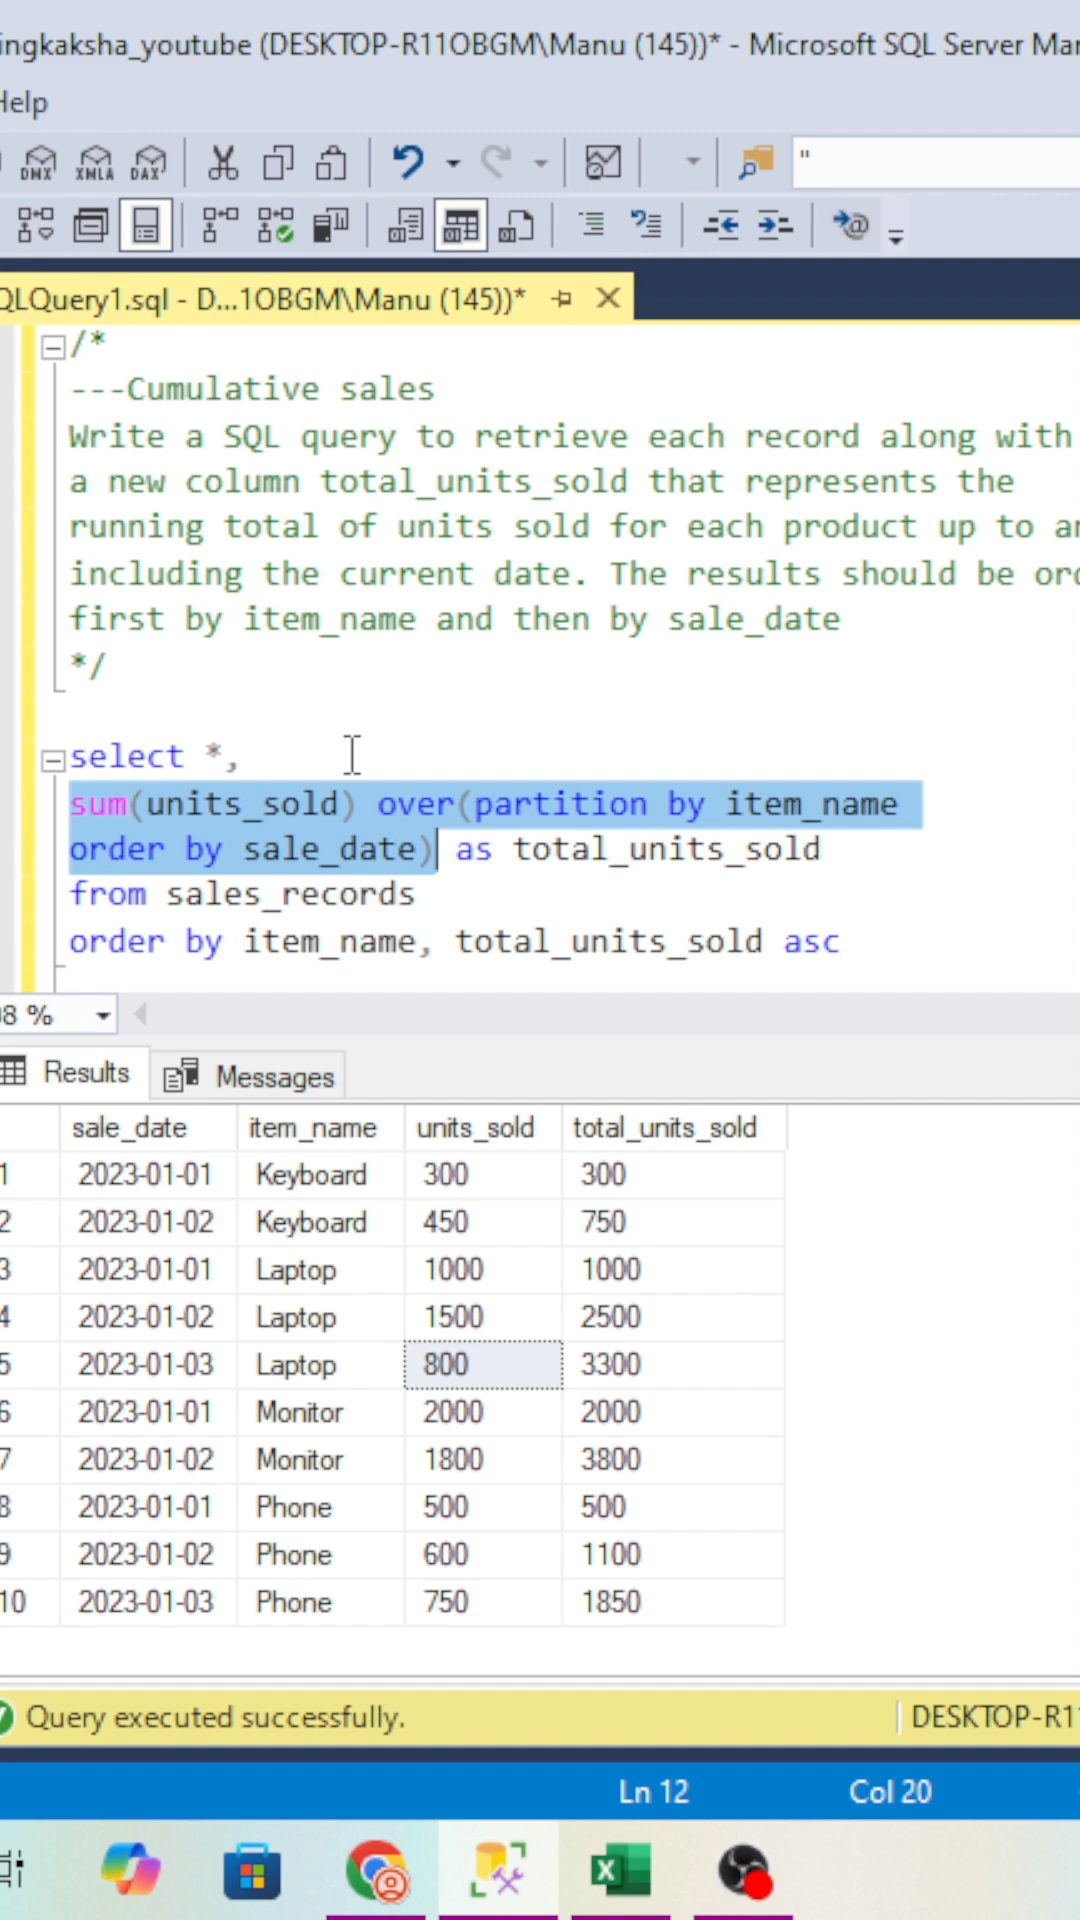 ingkaksha_youtube (DESKTOP-R11OBGM\Manu (145))* - Microsoft SQL Server Mar
Help
DMX XMLA DAX "
QLQuery1.sql - D...1OBGM\Manu (145))*
/*
---Cumulative sales
Write a SQL query to retrieve each record along with
a new column total_units_sold that represents the
running total of units sold for each product up to an
including the current date. The results should be ord
first by item_name and then by sale_date
*/
select *,
sum(units_sold) over(partition by item_name
order by sale_date) as total_units_sold
from sales_records
order by item_name, total_units_sold asc
98 %
Results Messages
sale_date item_name units_sold total_units_sold
1 2023-01-01 Keyboard 300 300
2 2023-01-02 Keyboard 450 750
3 2023-01-01 Laptop 1000 1000
4 2023-01-02 Laptop 1500 2500
5 2023-01-03 Laptop 800 3300
6 2023-01-01 Monitor 2000 2000
7 2023-01-02 Monitor 1800 3800
8 2023-01-01 Phone 500 500
9 2023-01-02 Phone 600 1100
10 2023-01-03 Phone 750 1850
Query executed successfully. DESKTOP-R11
Ln 12 Col 20